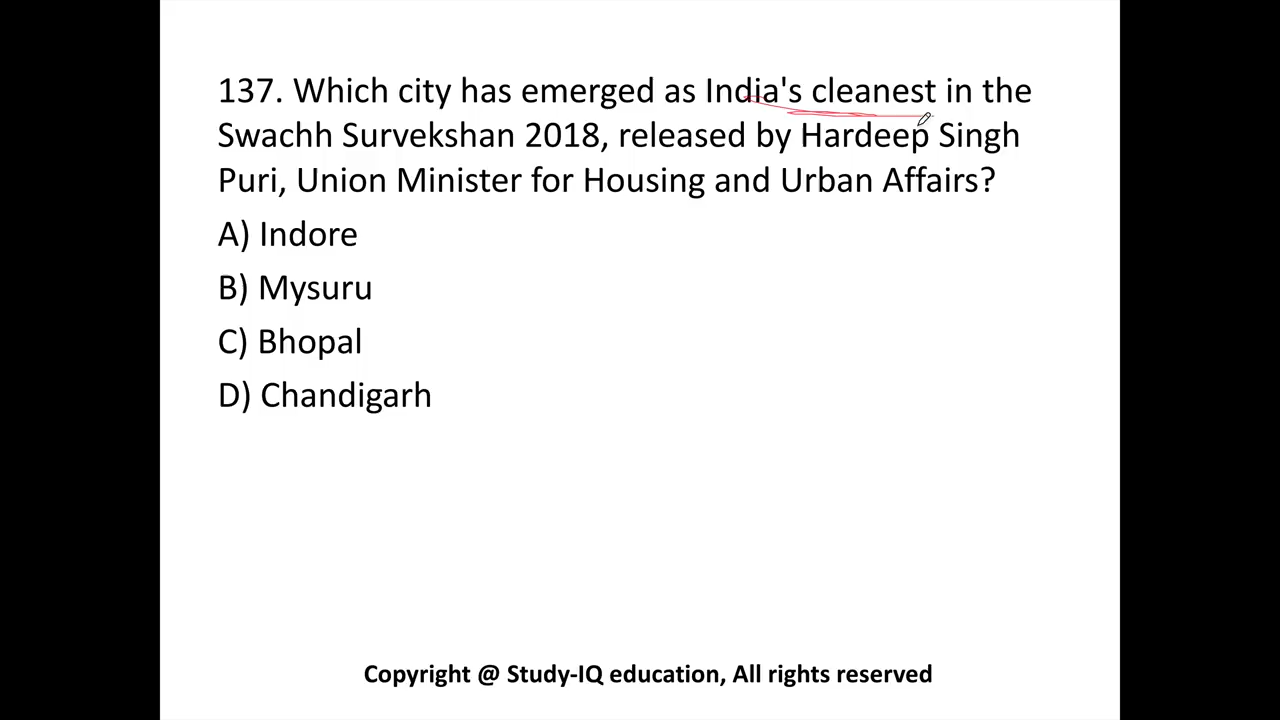 137. Which city has emerged as India's cleanest in the
Swachh Survekshan 2018, released by Hardeep Singh
Puri, Union Minister for Housing and Urban Affairs?
A) Indore
B) Mysuru
C) Bhopal
D) Chandigarh
Copyright @ Study-IQ education, All rights reserved